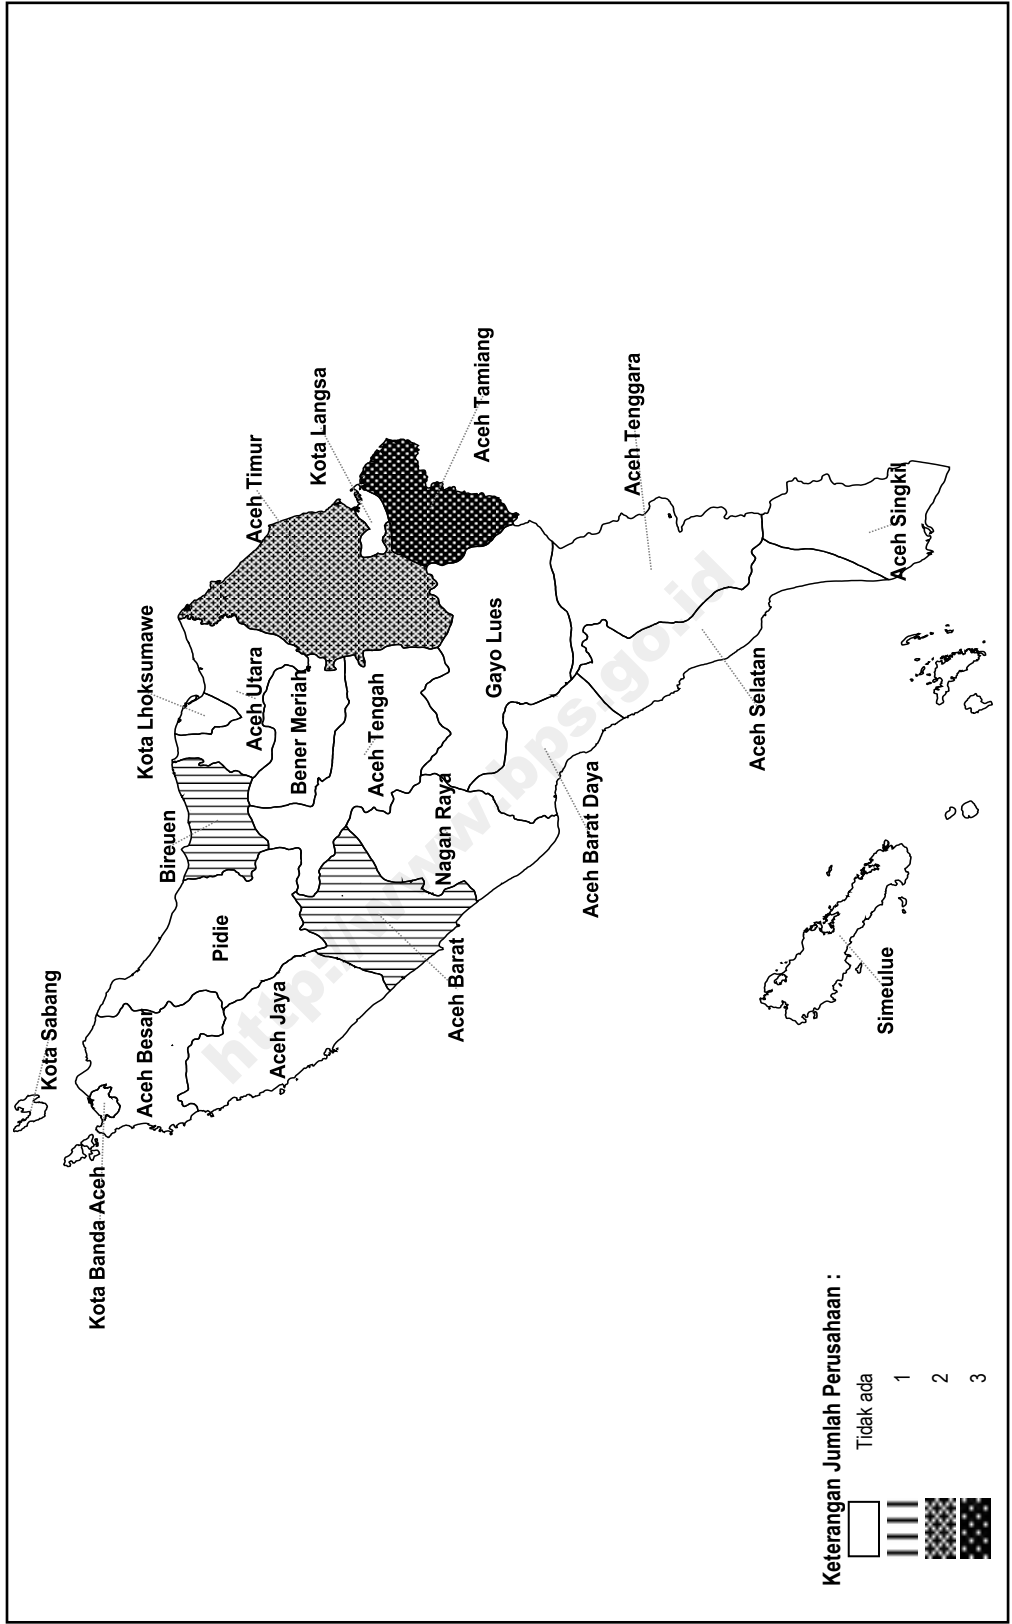 Kota Sabang
Kota Banda Aceh
Aceh Besar
Pidie
Bireuen
Kota Lhoksumawe
Aceh Utara
Aceh Timur
Kota Langsa
Aceh Tamiang
Bener Meriah
Aceh Tengah
Aceh Jaya
Aceh Barat
Nagan Raya
Gayo Lues
Aceh Barat Daya
Aceh Tenggara
Aceh Selatan
Aceh Singkil
Simeulue
http://www.bps.go.id
Keterangan Jumlah Perusahaan :
Tidak ada
1
2
3